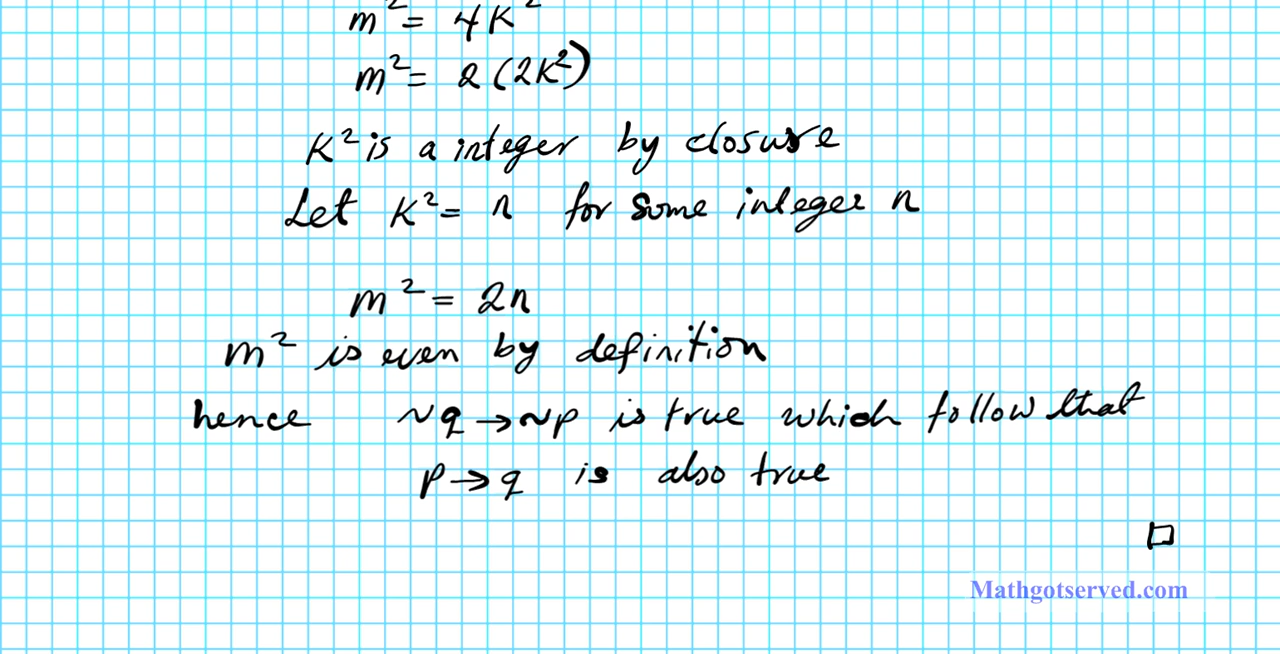 m² = 4K²
m² = 2(2K²)
K² is a integer by closure
Let K² = n for some integer n
m² = 2n
m² is even by definition
hence ~q → ~p is true which follow that
p → q is also true
□
Mathgotserved.com